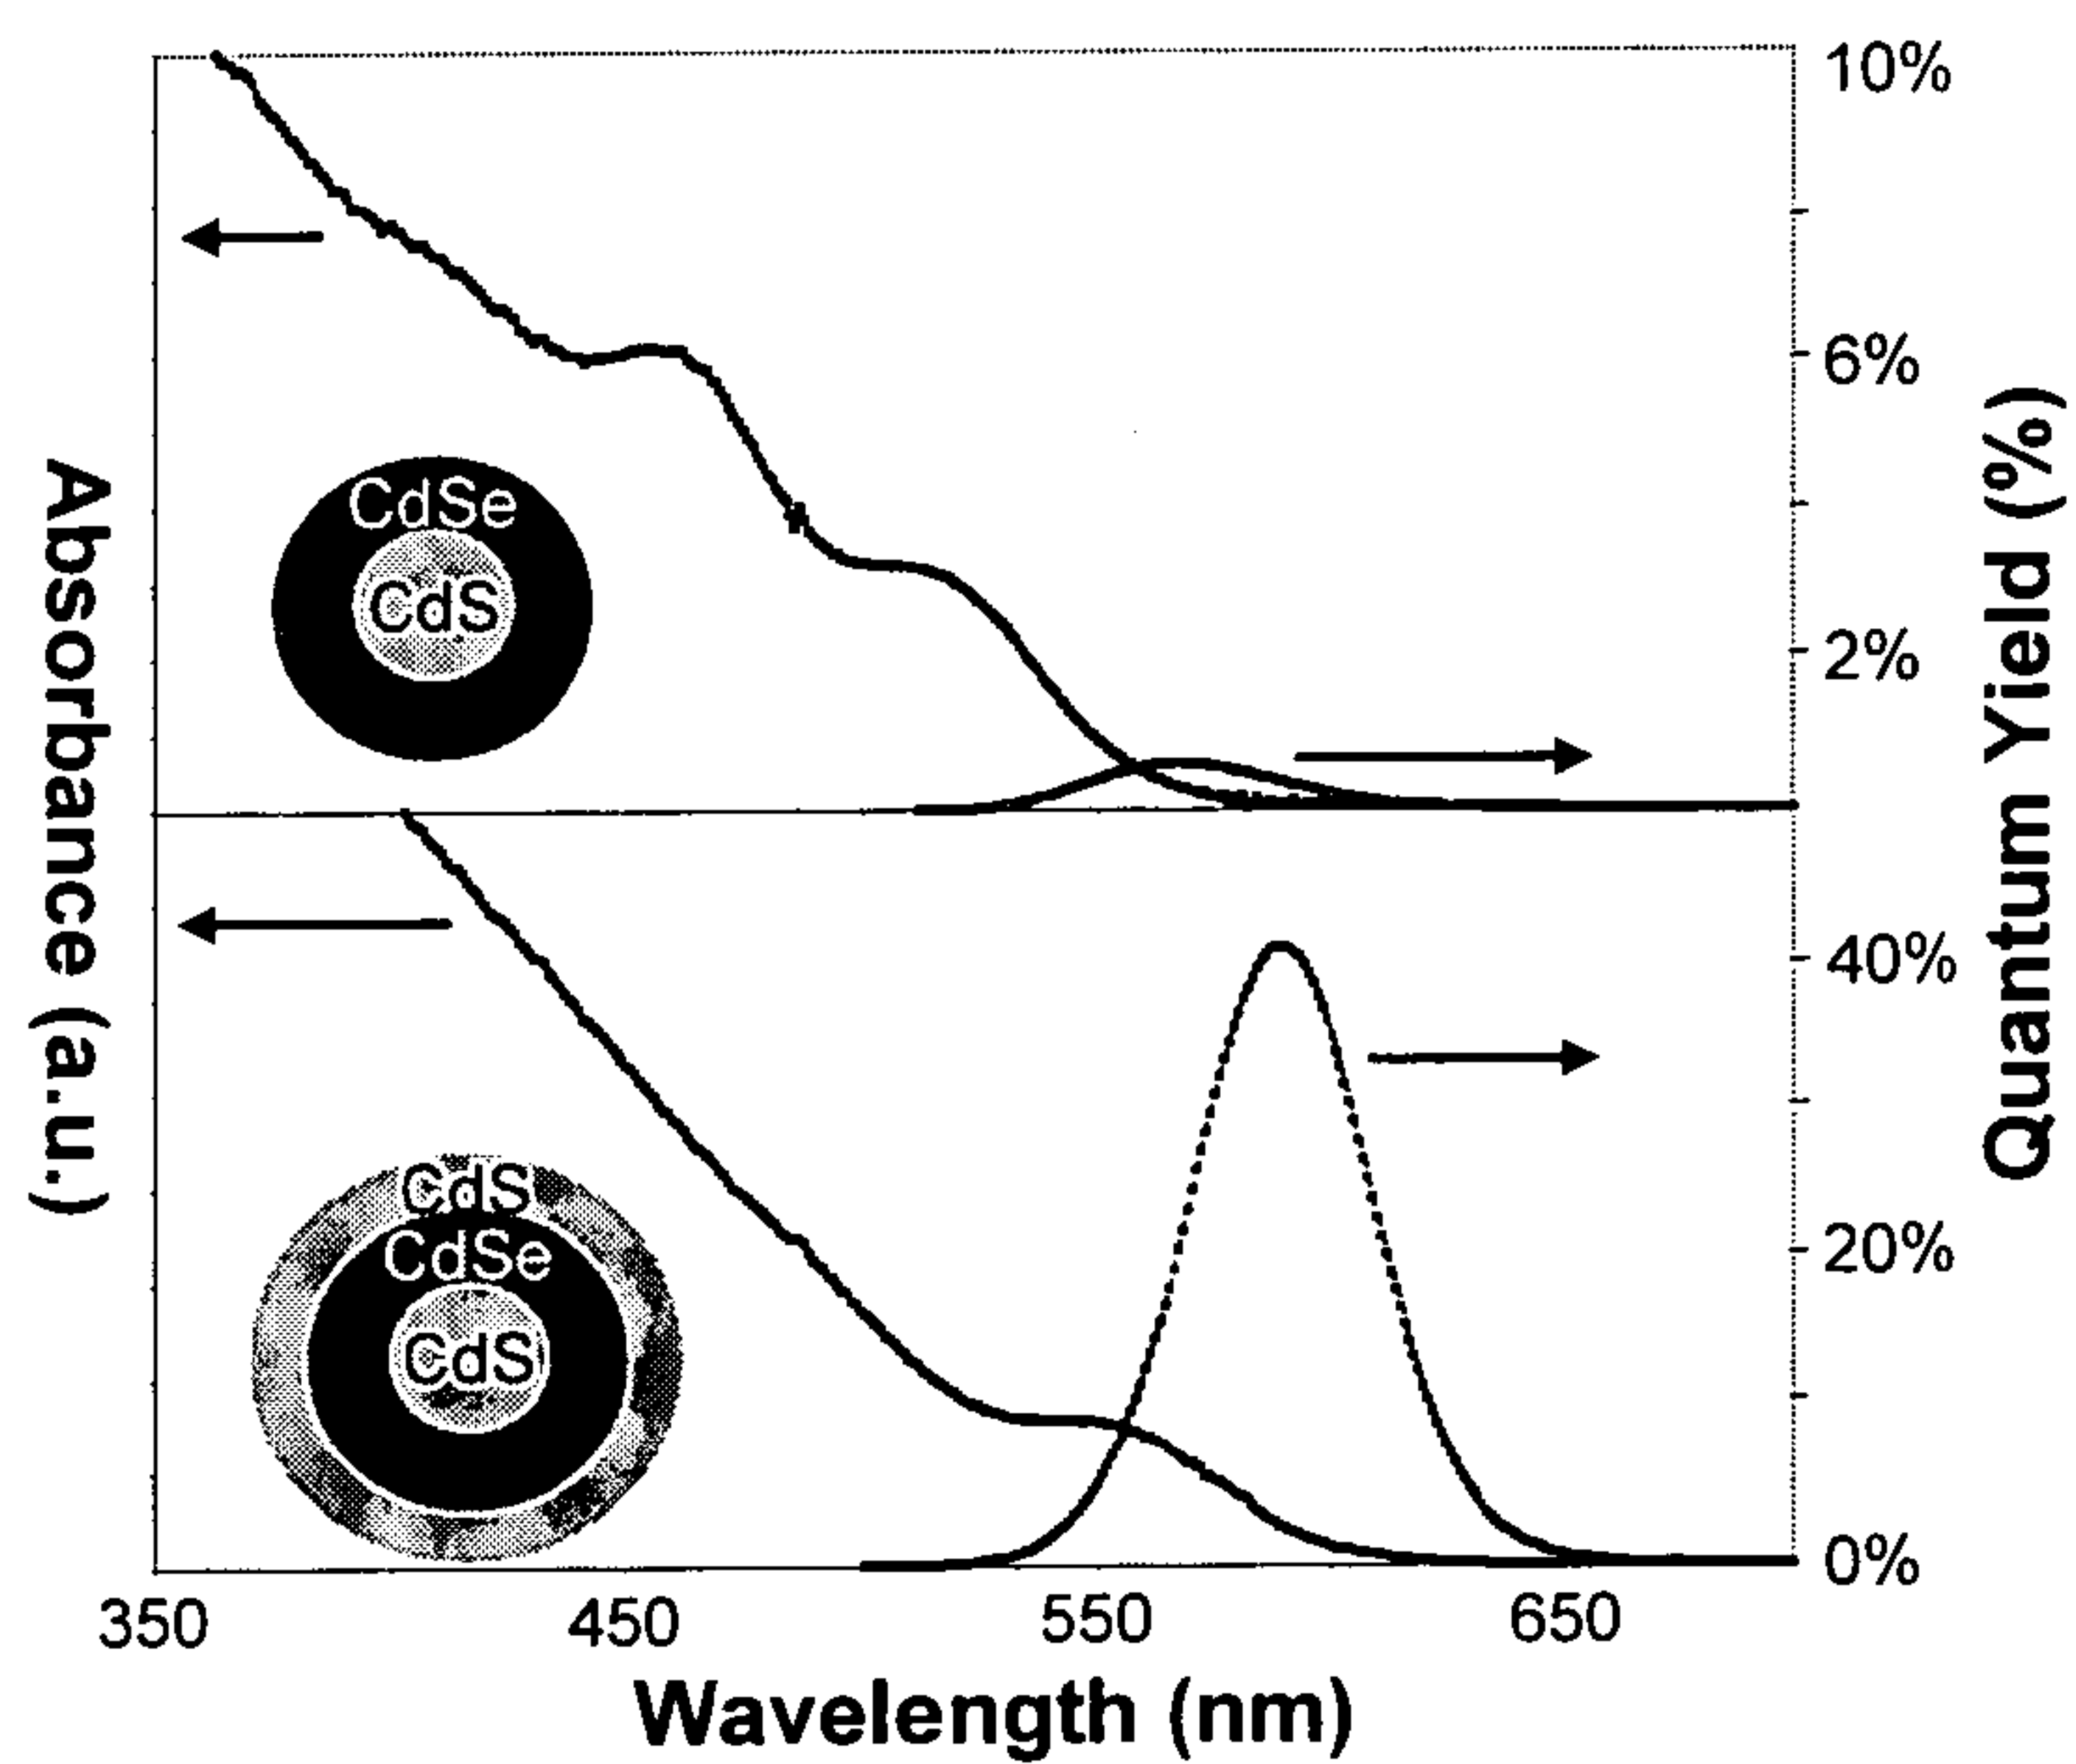 10%
6%
2%
CdSe
CdS
Absorbance (a.u.)
Quantum Yield (%)
40%
20%
0%
CdS
CdSe
CdS
350
450
550
650
Wavelength (nm)